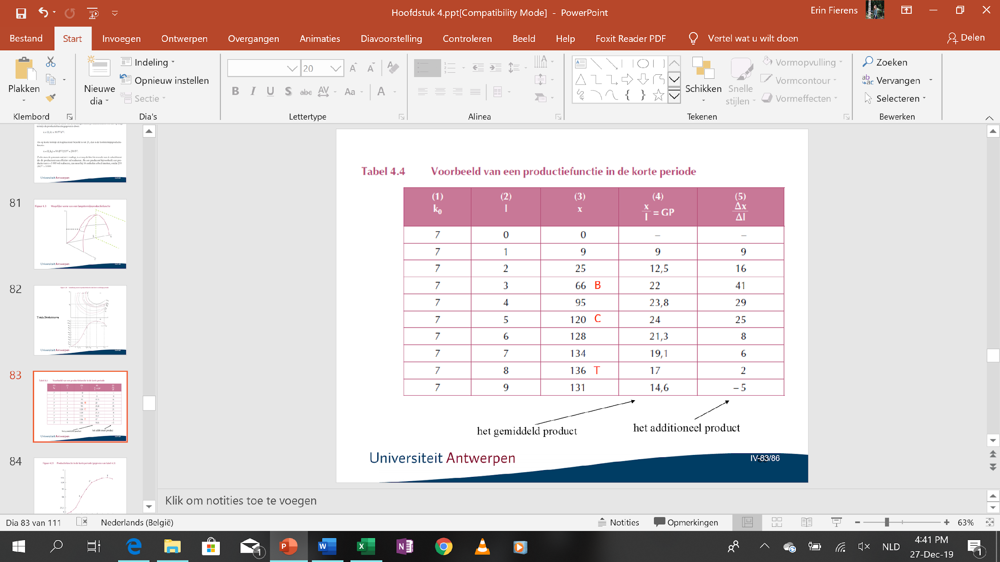 Hoofdstuk 4.ppt[Compatibility Mode] - PowerPoint
Erin Fierens
Bestand Start Invoegen Ontwerpen Overgangen Animaties Diavoorstelling Controleren Beeld Help Foxit Reader PDF Vertel wat u wilt doen Delen
Plakken
Klembord
Nieuwe dia
Indeling
Opnieuw instellen
Sectie
Dia's
20
Lettertype
Alinea
Schikken
Snelle stijlen
Vormopvulling
Vormcontour
Vormeffecten
Tekenen
Zoeken
Vervangen
Selecteren
Bewerken
81
82
83
84
Universiteit Antwerpen
Tabel 4.4 Voorbeeld van een productiefunctie in de korte periode
(1) (2) (3) (4) (5)
k0 l x x/l = GP Δx/Δl
7 0 0 – –
7 1 9 9 9
7 2 25 12,5 16
7 3 66 B 22 41
7 4 95 23,8 29
7 5 120 C 24 25
7 6 128 21,3 8
7 7 134 19,1 6
7 8 136 T 17 2
7 9 131 14,6 – 5
het gemiddeld product
het additioneel product
Universiteit Antwerpen
IV-83/86
Klik om notities toe te voegen
Dia 83 van 111
Nederlands (België)
Notities
Opmerkingen
63%
NLD
4:41 PM
27-Dec-19